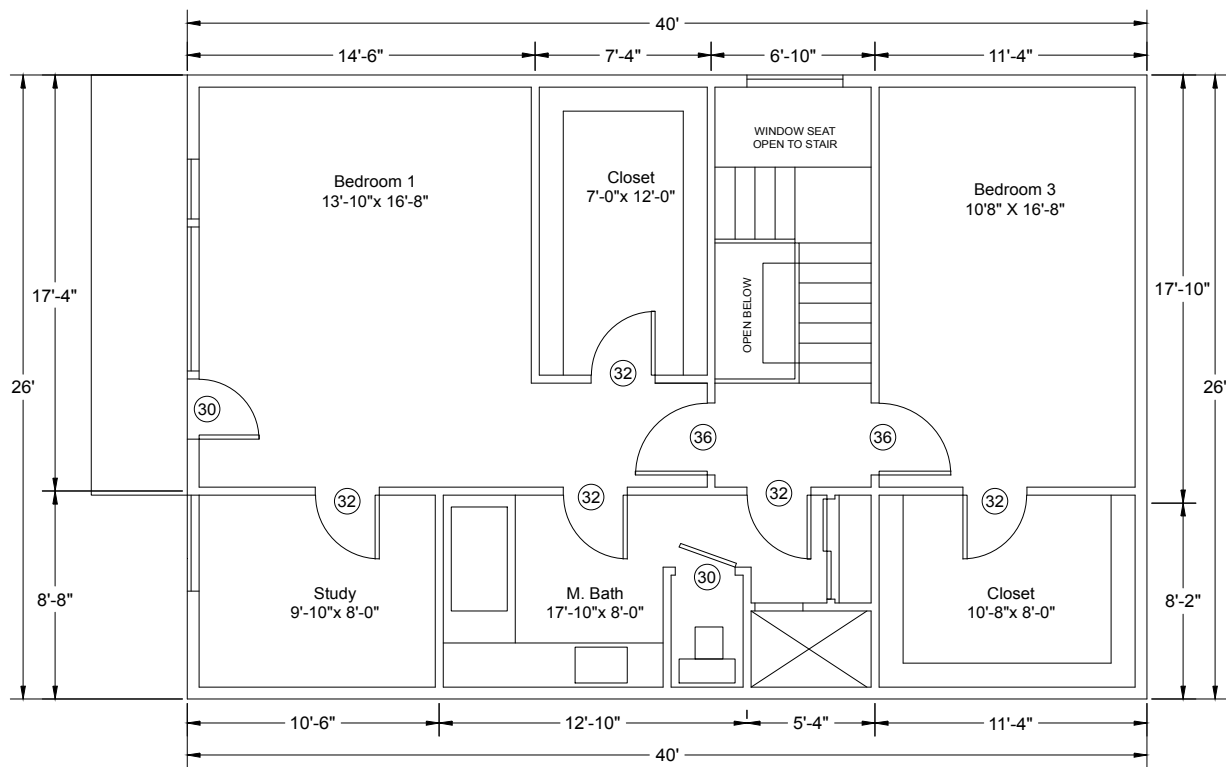 40'
14'-6"
7'-4"
6'-10"
11'-4"
WINDOW SEAT
OPEN TO STAIR
Bedroom 1
13'-10"x 16'-8"
Closet
7'-0"x 12'-0"
Bedroom 3
10'8" X 16'-8"
17'-4"
17'-10"
OPEN BELOW
26'
32
26'
30
36
36
32
32
32
32
30
8'-8"
Study
9'-10"x 8'-0"
M. Bath
17'-10"x 8'-0"
Closet
10'-8"x 8'-0"
8'-2"
10'-6"
12'-10"
5'-4"
11'-4"
40'